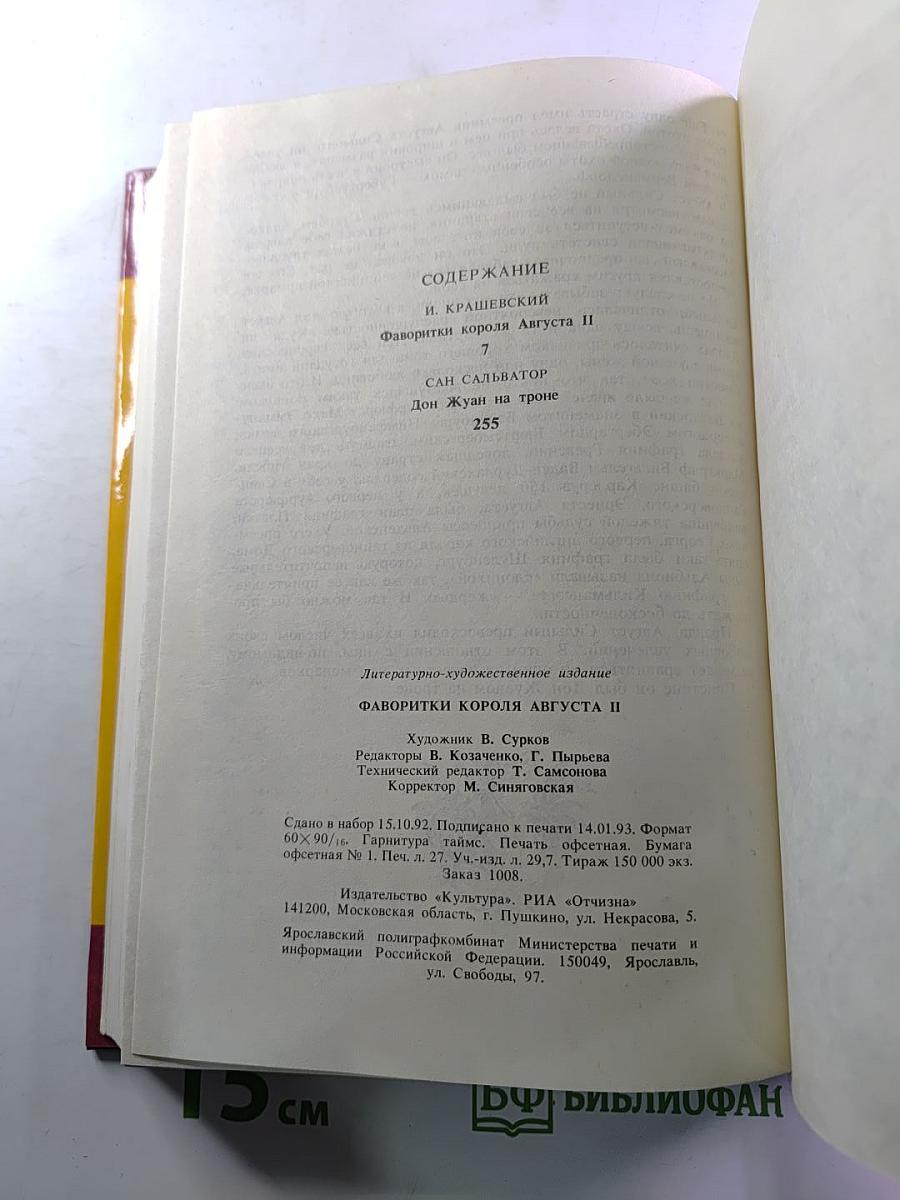 СОДЕРЖАНИЕ
И. КРАШЕВСКИЙ
Фаворитки короля Августа II
7
САН САЛЬВАТОР
Дон Жуан на троне
255
Литературно-художественное издание
ФАВОРИТКИ КОРОЛЯ АВГУСТА II
Художник В. Сурков
Редакторы В. Козаченко, Г. Пырьева
Технический редактор Т. Самсонова
Корректор М. Синяговская
Сдано в набор 15.10.92. Подписано к печати 14.01.93. Формат
60×90/16. Гарнитура таймс. Печать офсетная. Бумага
офсетная № 1. Печ. л. 27. Уч.-изд. л. 29,7. Тираж 150 000 экз.
Заказ 1008.
Издательство «Культура». РИА «Отчизна»
141200, Московская область, г. Пушкино, ул. Некрасова, 5.
Ярославский полиграфкомбинат Министерства печати и
информации Российской Федерации. 150049, Ярославль,
ул. Свободы, 97.
15 см
БФ БИБЛИОФАН